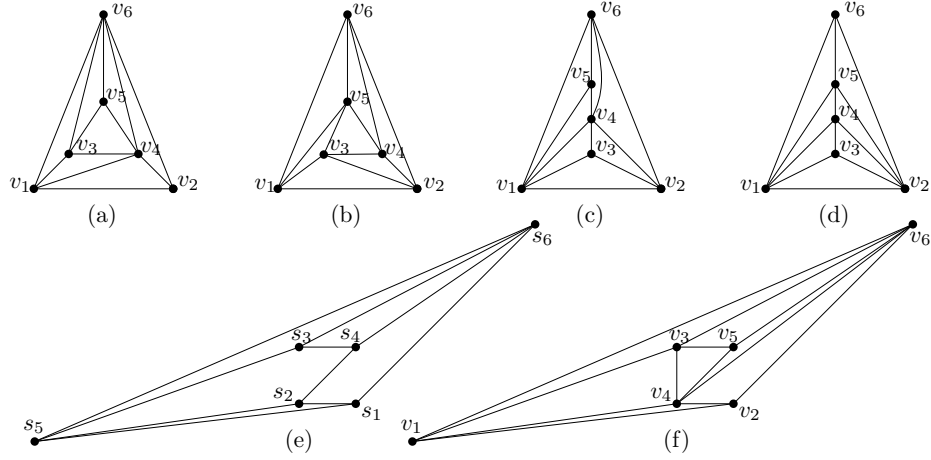 v6 v6 v6 v6
v5 v5 v5 v5
v4 v4
v3 v4 v3 v4 v3 v3
v1 v2 v1 v2 v1 v2 v1 v2
(a) (b) (c) (d)
s6 v6
s3 s4 v3 v5
s2 s1 v4 v2
s5 (e) v1 (f)